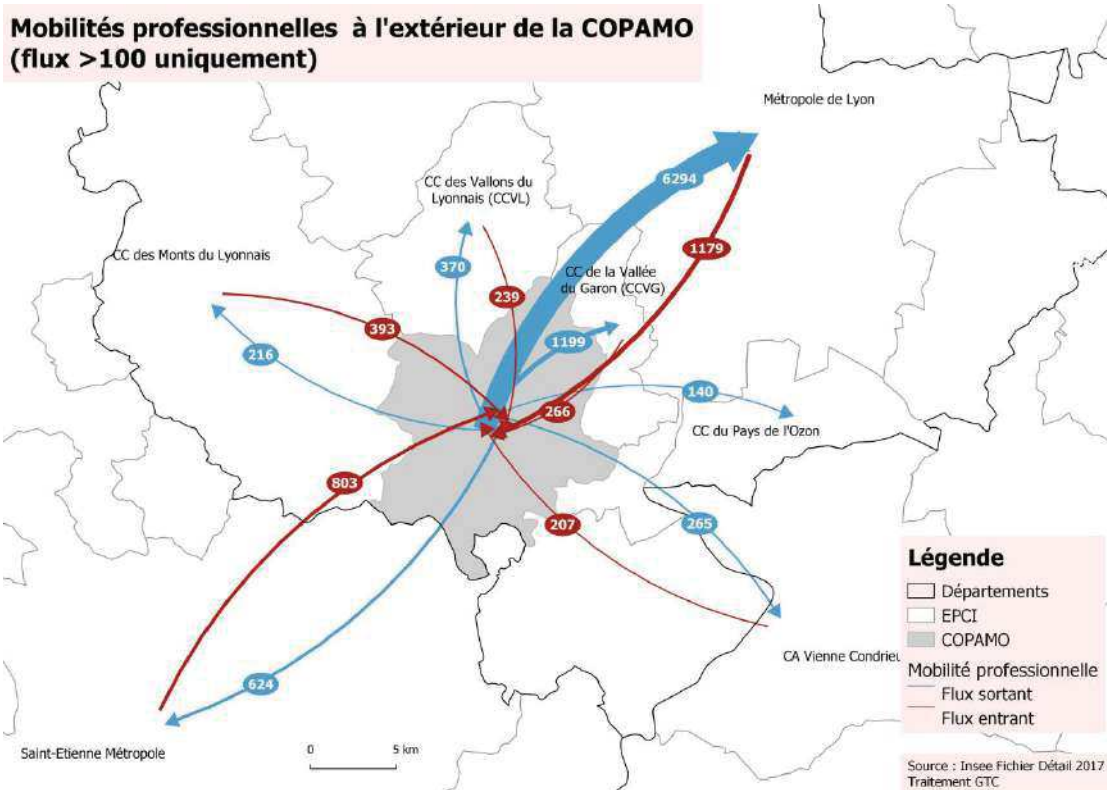 Mobilités professionnelles à l'extérieur de la COPAMO
(flux >100 uniquement)
Métropole de Lyon
6294
CC des Vallons du
Lyonnais (CCVL)
1179
CC des Monts du Lyonnais
370
CC de la Vallée
du Garon (CCVG)
239
393
1199
216
140
266
CC du Pays de l'Ozon
803
207
265
Légende
Départements
EPCI
COPAMO
Mobilité professionnelle
Flux sortant
Flux entrant
CA Vienne Condrieu
624
Saint-Etienne Métropole
0 5 km
Source : Insee Fichier Détail 2017
Traitement GTC